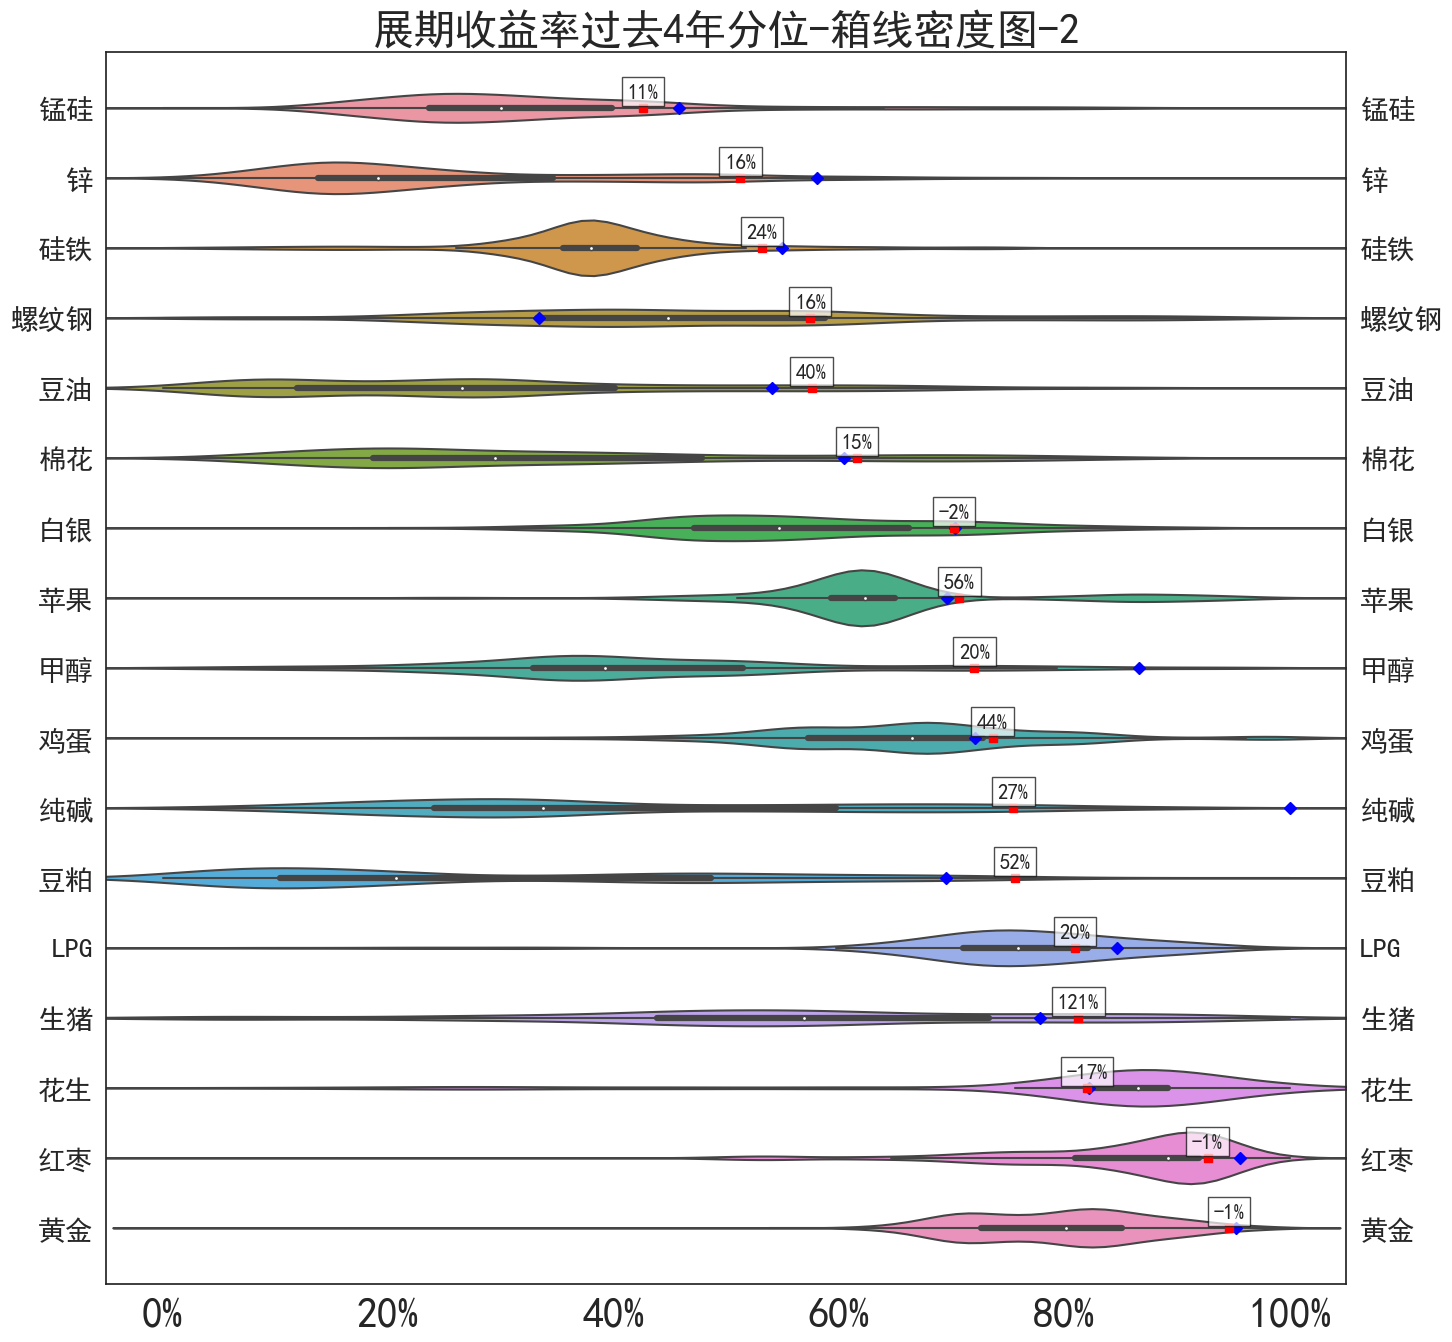 展期收益率过去4年分位-箱线密度图-2
锰硅 11% 锰硅
锌 16% 锌
硅铁 24% 硅铁
螺纹钢 16% 螺纹钢
豆油 40% 豆油
棉花 15% 棉花
白银 -2% 白银
苹果 56% 苹果
甲醇 20% 甲醇
鸡蛋 44% 鸡蛋
纯碱 27% 纯碱
豆粕 52% 豆粕
LPG 20% LPG
生猪 121% 生猪
花生 -17% 花生
红枣 -1% 红枣
黄金 -1% 黄金
0% 20% 40% 60% 80% 100%